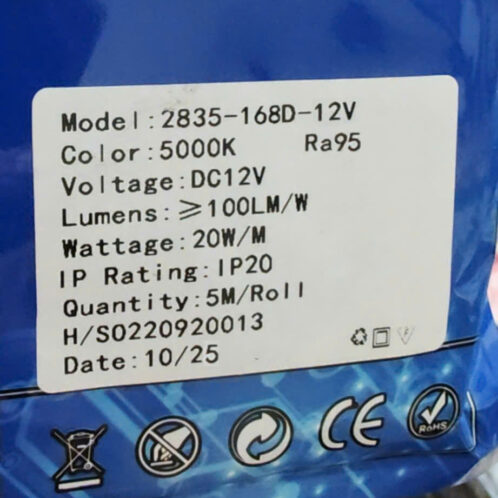 Model:2835-168D-12V
Color:5000K Ra95
Voltage:DC12V
Lumens:≥100LM/W
Wattage:20W/M
IP Rating:IP20
Quantity:5M/Roll
H/SO220920013
Date:10/25
CE
RoHS